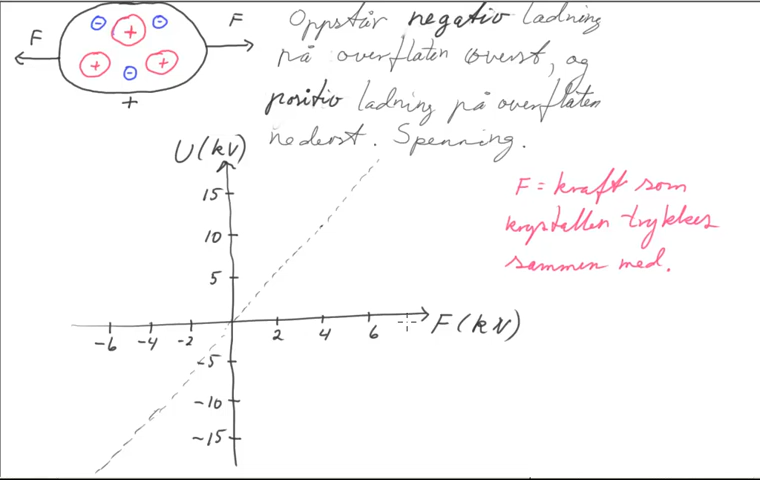 F
F
Oppstår negativ ladning
på overflaten øverst, og
positiv ladning på overflaten
nederst. Spenning.
+
U(kV)
15
10
5
-6 -4 -2 2 4 6 F(kN)
-5
-10
-15
F = kraft som
krystallen trykkes
sammen med.